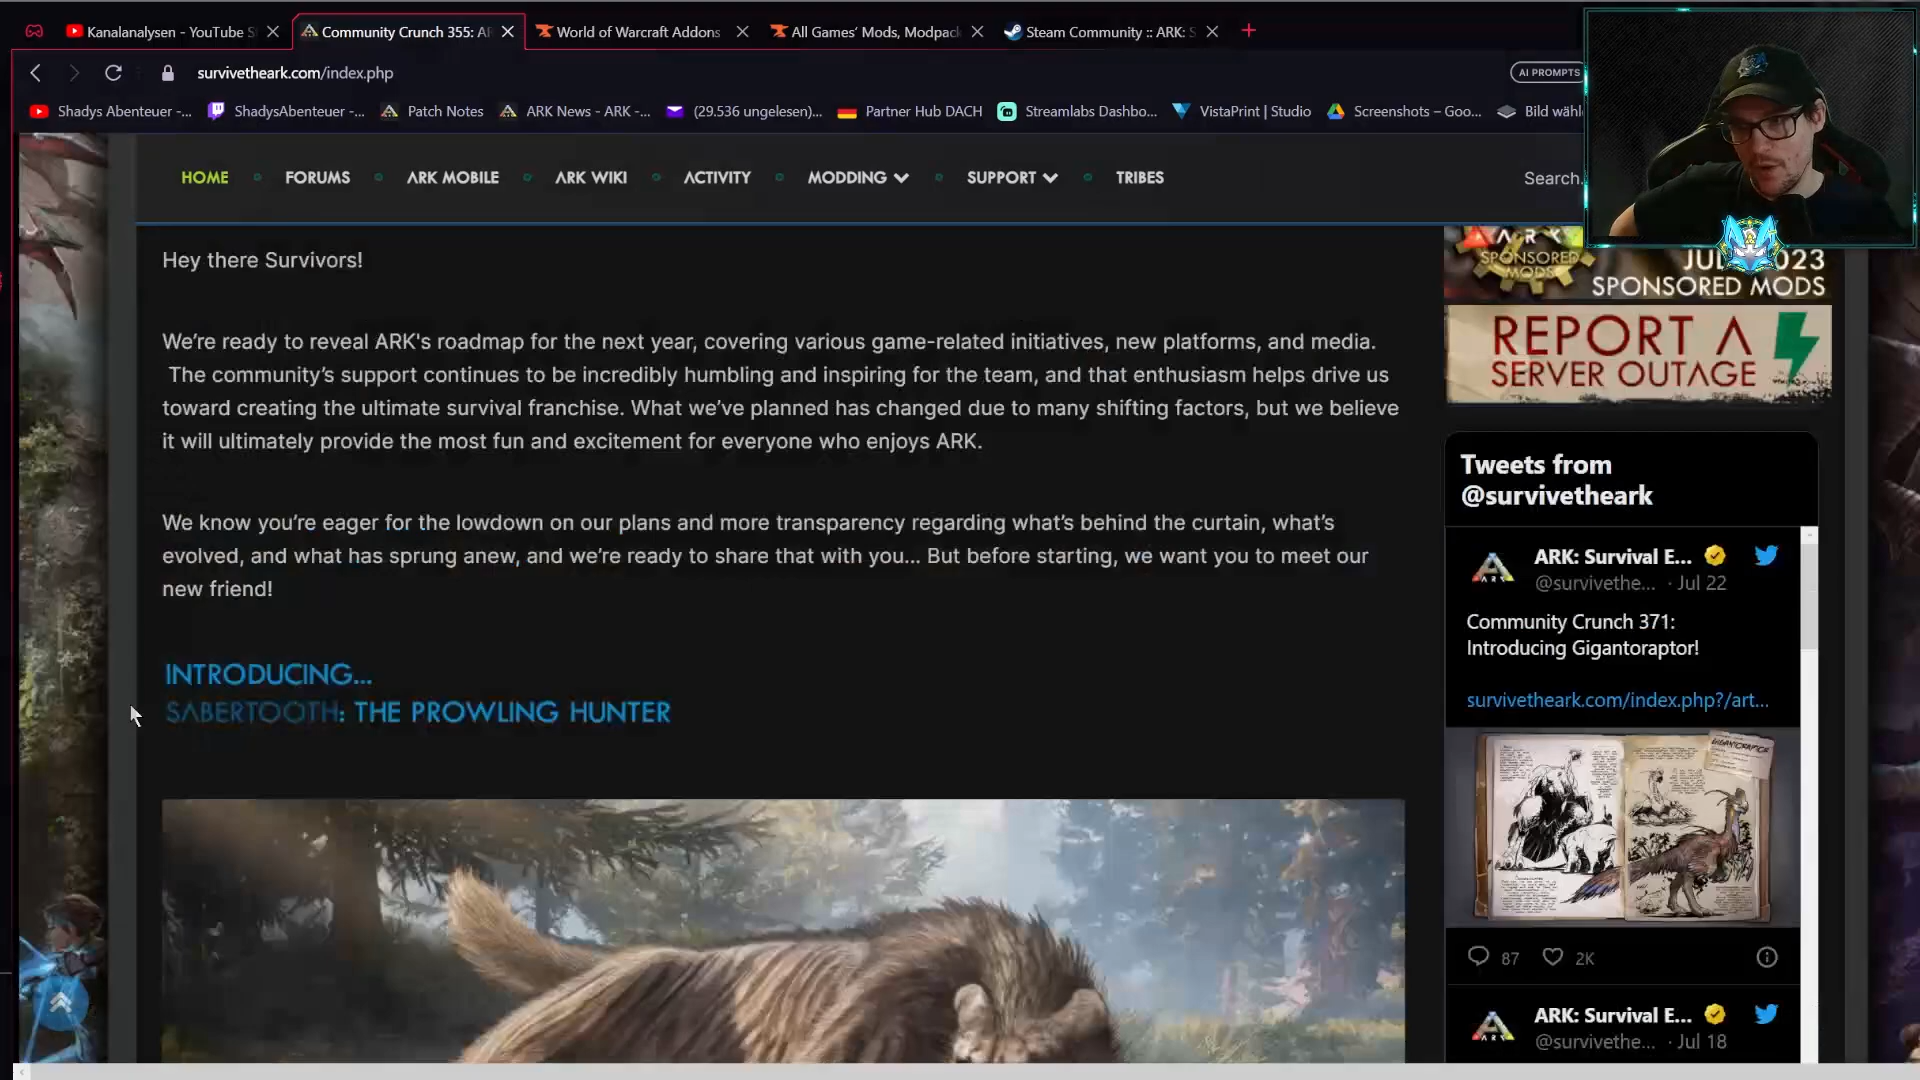 Kanalanalysen - YouTube S
Community Crunch 355: AR
World of Warcraft Addons
All Games' Mods, Modpack
Steam Community :: ARK: S
survivetheark.com/index.php
AI PROMPTS
Shadys Abenteuer -...
ShadysAbenteuer -...
Patch Notes
ARK News - ARK -...
(29.536 ungelesen)...
Partner Hub DACH
Streamlabs Dashbo...
VistaPrint | Studio
Screenshots – Goo...
Bild wähl
HOME
FORUMS
ARK MOBILE
ARK WIKI
ACTIVITY
MODDING
SUPPORT
TRIBES
Search.
Hey there Survivors!
We're ready to reveal ARK's roadmap for the next year, covering various game-related initiatives, new platforms, and media.
The community's support continues to be incredibly humbling and inspiring for the team, and that enthusiasm helps drive us
toward creating the ultimate survival franchise. What we've planned has changed due to many shifting factors, but we believe
it will ultimately provide the most fun and excitement for everyone who enjoys ARK.
We know you're eager for the lowdown on our plans and more transparency regarding what's behind the curtain, what's
evolved, and what has sprung anew, and we're ready to share that with you... But before starting, we want you to meet our
new friend!
INTRODUCING...
SABERTOOTH: THE PROWLING HUNTER
ARK
SPONSORED
MODS
2023
SPONSORED MODS
REPORT A
SERVER OUTAGE
Tweets from
@survivetheark
ARK: Survival E...
@survivethe... · Jul 22
Community Crunch 371:
Introducing Gigantoraptor!
survivetheark.com/index.php?/art...
GIGANTORAPTOR
87
2K
ARK: Survival E...
@survivethe... · Jul 18